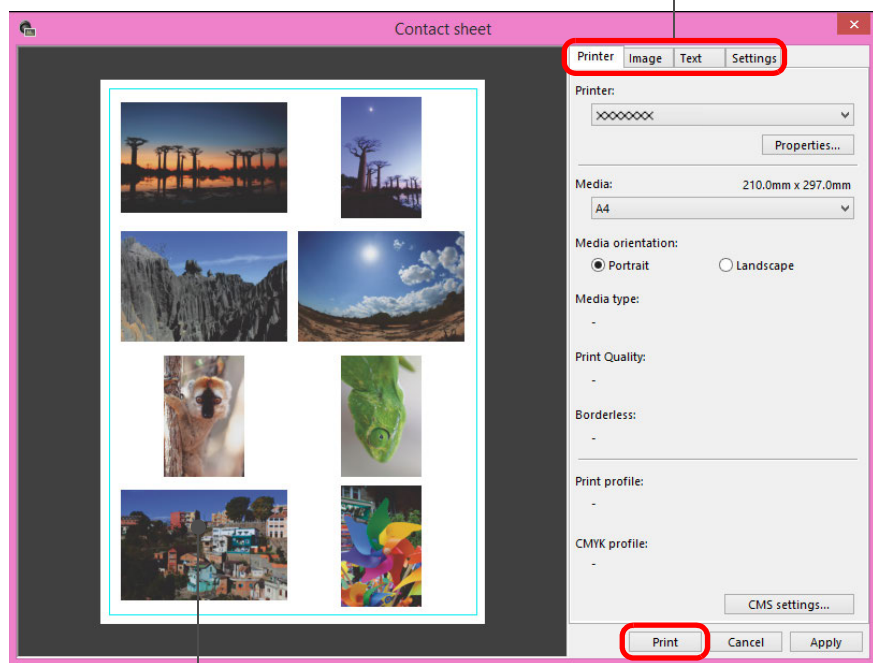 Contact sheet
Printer Image Text Settings
Printer:
XXXXXXX
Properties...
Media: 210.0mm x 297.0mm
A4
Media orientation:
Portrait Landscape
Media type:
-
Print Quality:
-
Borderless:
-
Print profile:
-
CMYK profile:
-
CMS settings...
Print Cancel Apply